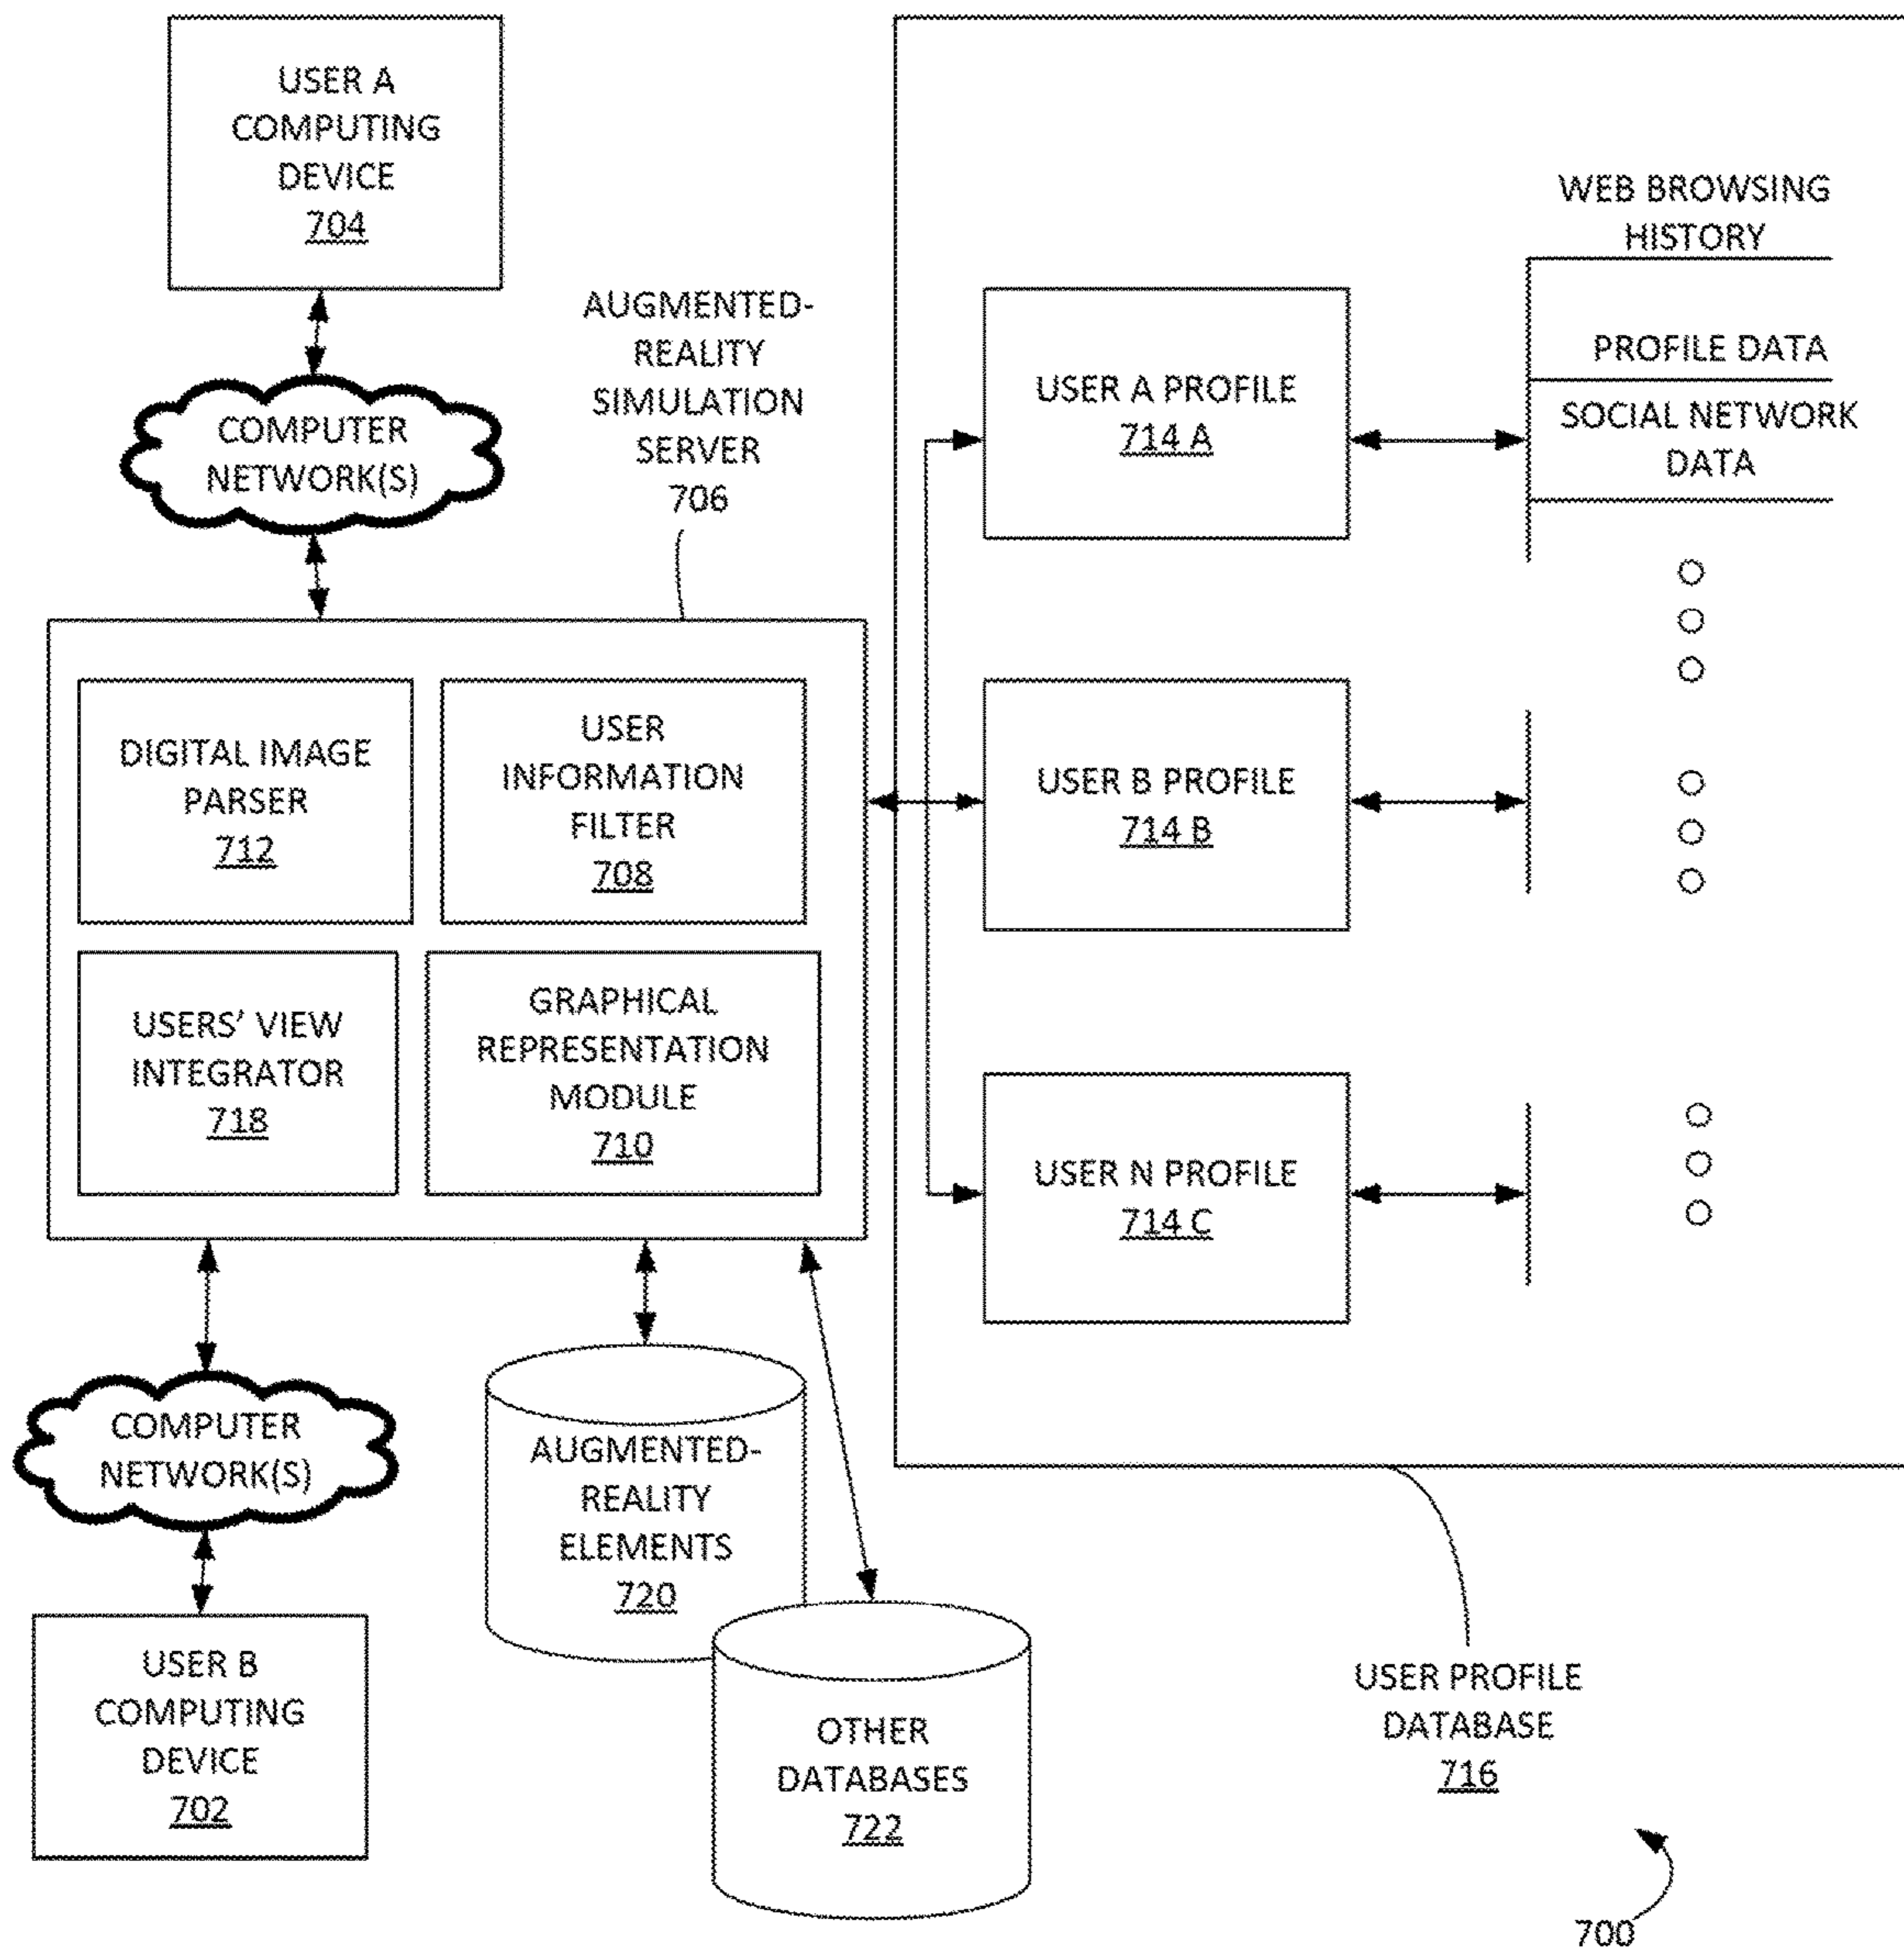 USER A
COMPUTING
DEVICE
704
COMPUTER
NETWORK(S)
AUGMENTED-
REALITY
SIMULATION
SERVER
706
DIGITAL IMAGE
PARSER
712
USER
INFORMATION
FILTER
708
USERS' VIEW
INTEGRATOR
718
GRAPHICAL
REPRESENTATION
MODULE
710
COMPUTER
NETWORK(S)
USER B
COMPUTING
DEVICE
702
AUGMENTED-
REALITY
ELEMENTS
720
OTHER
DATABASES
722
USER A PROFILE
714 A
WEB BROWSING
HISTORY
PROFILE DATA
SOCIAL NETWORK
DATA
USER B PROFILE
714 B
USER N PROFILE
714 C
USER PROFILE
DATABASE
716
700